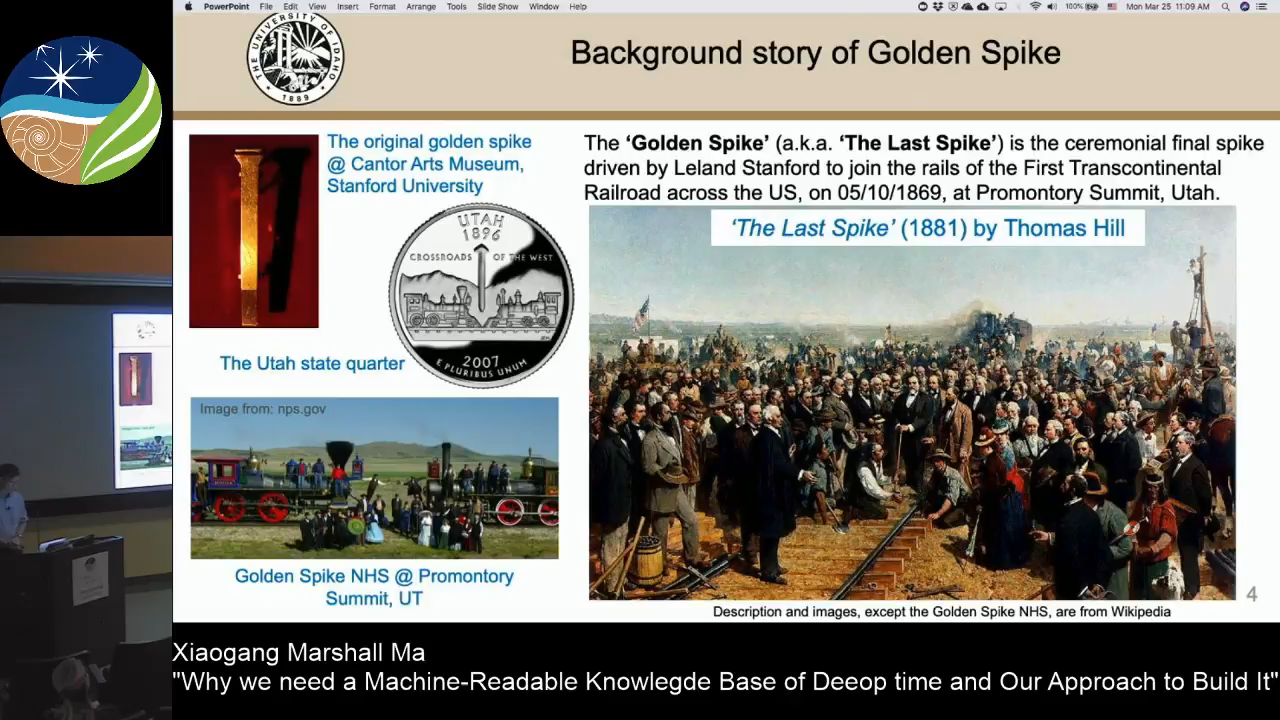 PowerPoint File Edit View Insert Format Arrange Tools Slide Show Window Help 100% Mon Mar 25 11:09 AM
THE UNIVERSITY OF IDAHO
1889
Background story of Golden Spike
The original golden spike
@ Cantor Arts Museum,
Stanford University
UTAH
1896
CROSSROADS OF THE WEST
2007
E PLURIBUS UNUM
The Utah state quarter
Image from: nps.gov
Golden Spike NHS @ Promontory
Summit, UT
The ‘Golden Spike’ (a.k.a. ‘The Last Spike’) is the ceremonial final spike
driven by Leland Stanford to join the rails of the First Transcontinental
Railroad across the US, on 05/10/1869, at Promontory Summit, Utah.
‘The Last Spike’ (1881) by Thomas Hill
4
Description and images, except the Golden Spike NHS, are from Wikipedia
Xiaogang Marshall Ma
"Why we need a Machine-Readable Knowlegde Base of Deeop time and Our Approach to Build It"